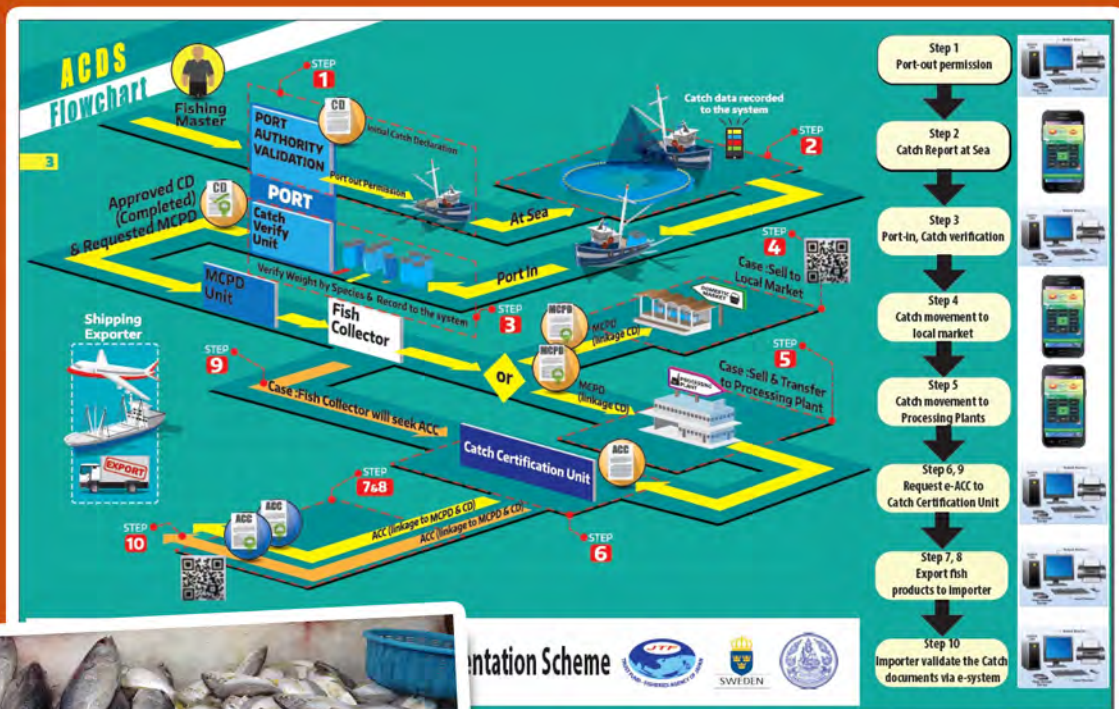 ACDS
Flowchart
3
Fishing
Master
STEP
1
CD
PORT
AUTHORITY
VALIDATION
Initial Catch Declaration
Port out Permission
PORT
Catch
Verify
Unit
At Sea
Catch data recorded
to the system
STEP
2
Port in
Verify Weight by Species & Record to the system
STEP
3
Approved CD
(Completed)
& Requested MCPD
CD
MCPD
Unit
Fish
Collector
or
STEP
4
Case :Sell to
Local Market
DOMESTIC
MARKET
MCPD
MCPD
(linkage CD)
STEP
5
Case :Sell & Transfer
to Processing Plant
PROCESSING
PLANT
MCPD
MCPD
(linkage CD)
Shipping
Exporter
EXPORT
STEP
9
Case :Fish Collector will seek ACC
Catch Certification Unit
ACC
STEP
6
STEP
7&8
ACC (linkage to MCPD & CD)
ACC (linkage to MCPD & CD)
ACC
ACC
STEP
10
Step 1
Port-out permission
Step 2
Catch Report at Sea
Step 3
Port-in, Catch verification
Step 4
Catch movement to
local market
Step 5
Catch movement to
Processing Plants
Step 6, 9
Request e-ACC to
Catch Certification Unit
Step 7, 8
Export fish
products to importer
Step 10
Importer validate the Catch
documents via e-system
entation Scheme
JTF
SWEDEN